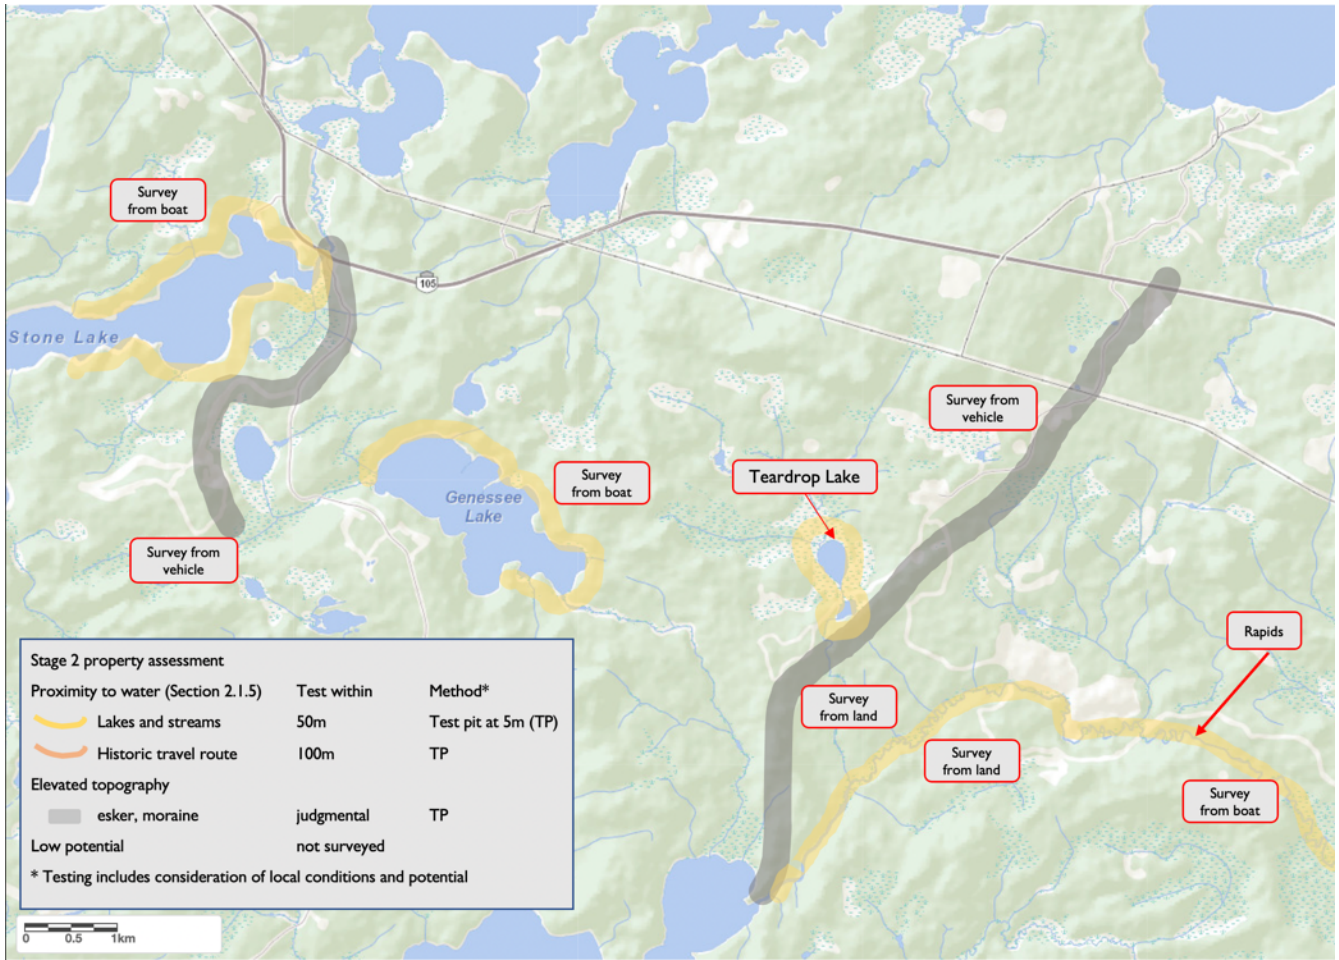 Survey
from boat
105
Stone Lake
Survey from
vehicle
Survey
from boat
Teardrop Lake
Genessee
Lake
Survey from
vehicle
Rapids
Stage 2 property assessment
Proximity to water (Section 2.1.5) Test within Method*
Lakes and streams 50m Test pit at 5m (TP)
Historic travel route 100m TP
Elevated topography
esker, moraine judgmental TP
Low potential not surveyed
* Testing includes consideration of local conditions and potential
Survey
from land
Survey
from land
Survey
from boat
0 0.5 1km